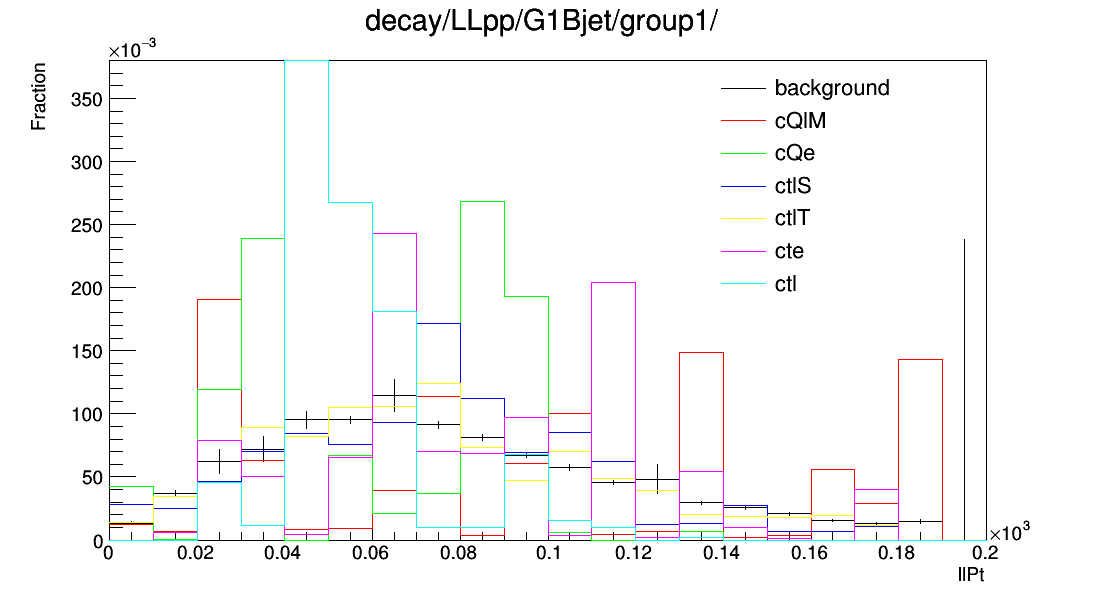 decay/LLpp/G1Bjet/group1/
×10⁻³
Fraction
background
cQlM
cQe
ctlS
ctlT
cte
ctl
350
300
250
200
150
100
50
0
0 0.02 0.04 0.06 0.08 0.1 0.12 0.14 0.16 0.18 0.2
×10³
llPt